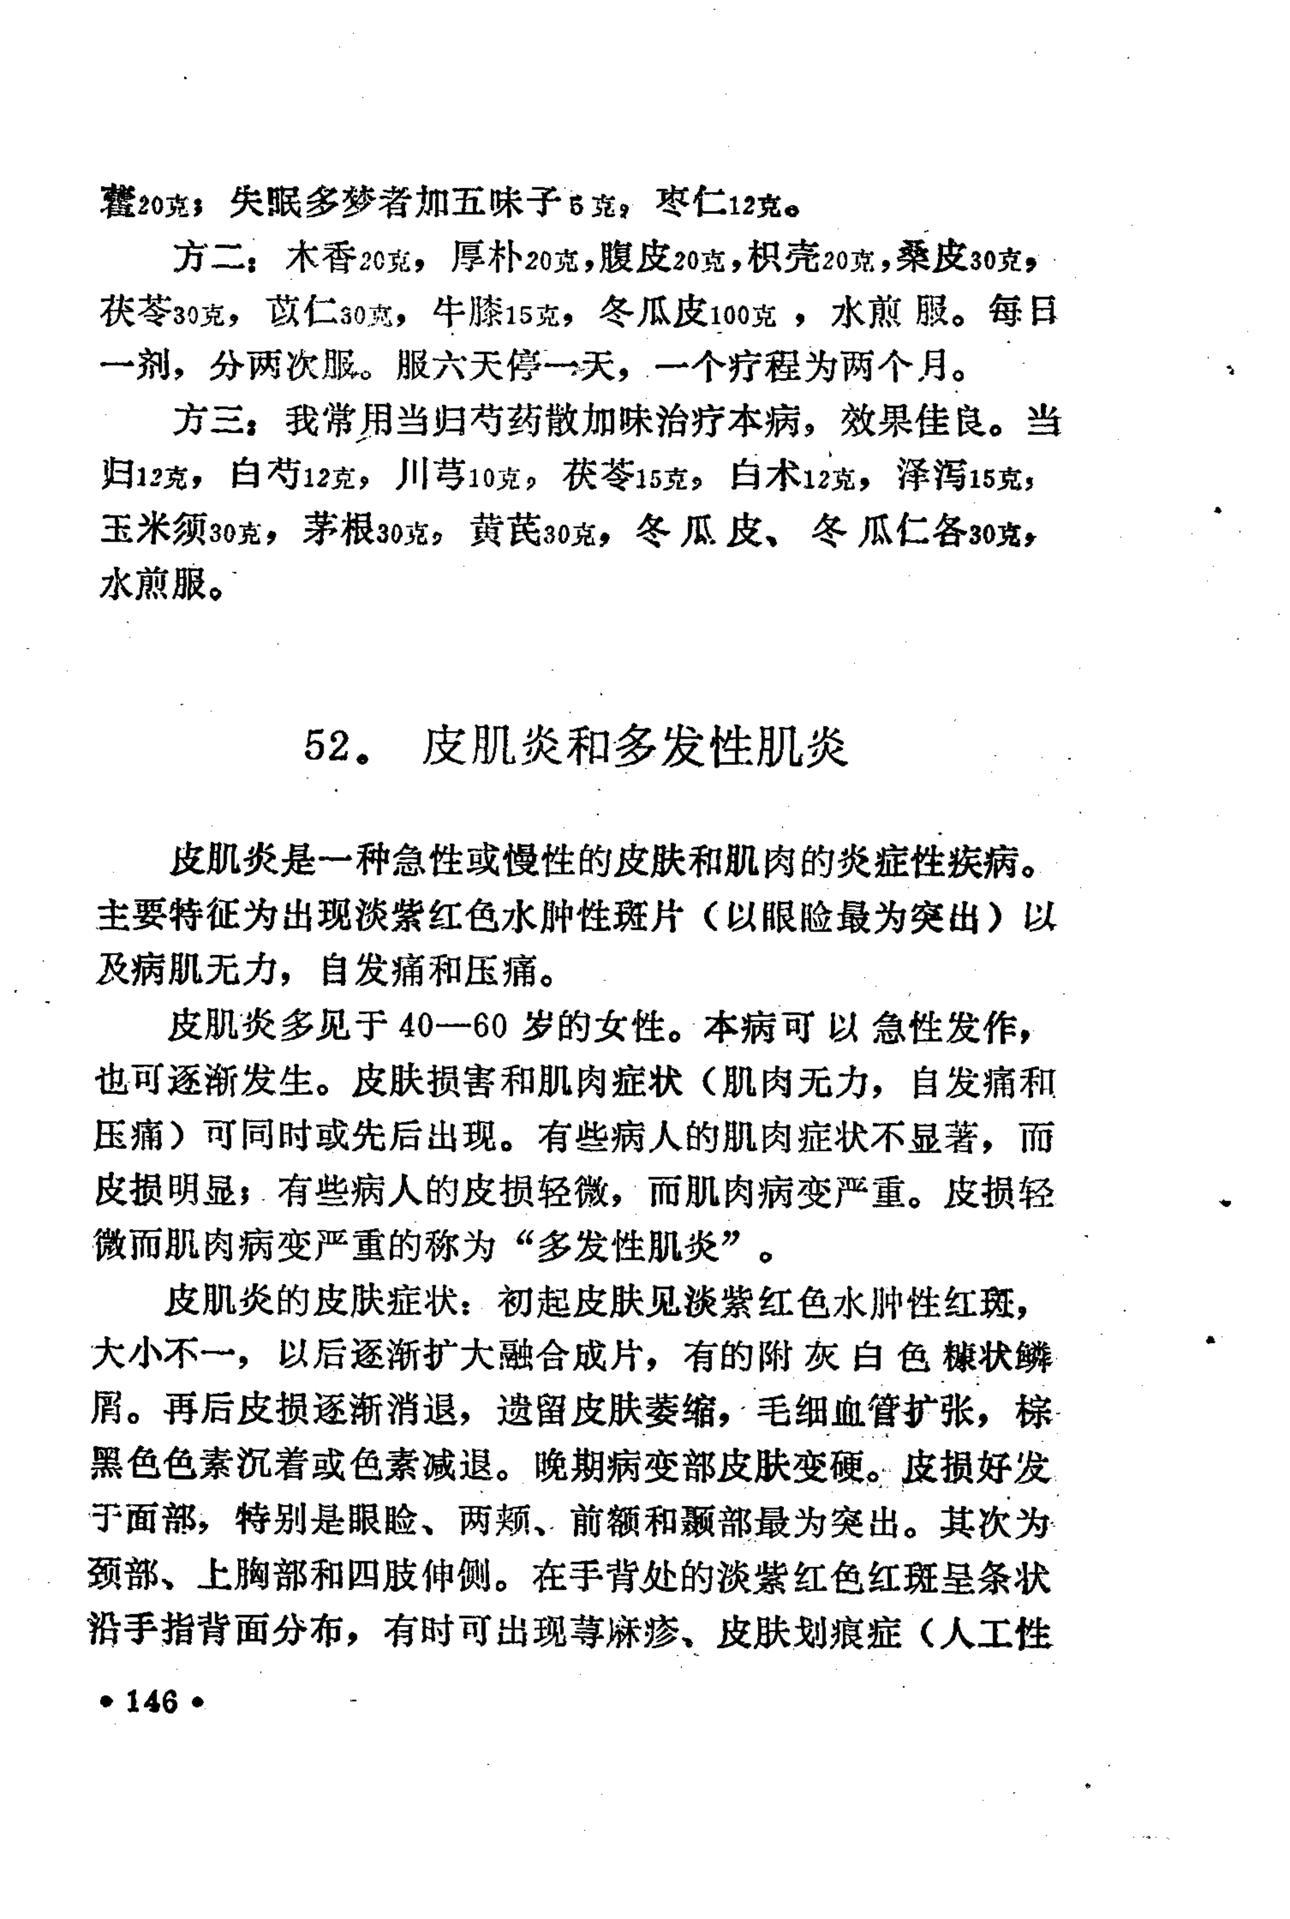 藿20克；失眠多梦者加五味子5克，枣仁12克。
方二：木香20克，厚朴20克，腹皮20克，枳壳20克，桑皮30克，
茯苓30克，苡仁30克，牛膝15克，冬瓜皮100克，水煎服。每日
一剂，分两次服。服六天停一天，一个疗程为两个月。
方三：我常用当归芍药散加味治疗本病，效果佳良。当
归12克，白芍12克，川芎10克，茯苓15克，白术12克，泽泻15克，
玉米须30克，茅根30克，黄芪30克，冬瓜皮、冬瓜仁各30克，
水煎服。
52。 皮肌炎和多发性肌炎
皮肌炎是一种急性或慢性的皮肤和肌肉的炎症性疾病。
主要特征为出现淡紫红色水肿性斑片（以眼睑最为突出）以
及病肌无力，自发痛和压痛。
皮肌炎多见于40—60岁的女性。本病可以急性发作，
也可逐渐发生。皮肤损害和肌肉症状（肌肉无力，自发痛和
压痛）可同时或先后出现。有些病人的肌肉症状不显著，而
皮损明显；有些病人的皮损轻微，而肌肉病变严重。皮损轻
微而肌肉病变严重的称为“多发性肌炎”。
皮肌炎的皮肤症状：初起皮肤见淡紫红色水肿性红斑，
大小不一，以后逐渐扩大融合成片，有的附灰白色糠状鳞
屑。再后皮损逐渐消退，遗留皮肤萎缩，毛细血管扩张，棕
黑色色素沉着或色素减退。晚期病变部皮肤变硬。皮损好发
于面部，特别是眼睑、两颊、前额和颞部最为突出。其次为
颈部、上胸部和四肢伸侧。在手背处的淡紫红色红斑呈条状
沿手指背面分布，有时可出现荨麻疹、皮肤划痕症（人工性
•146•